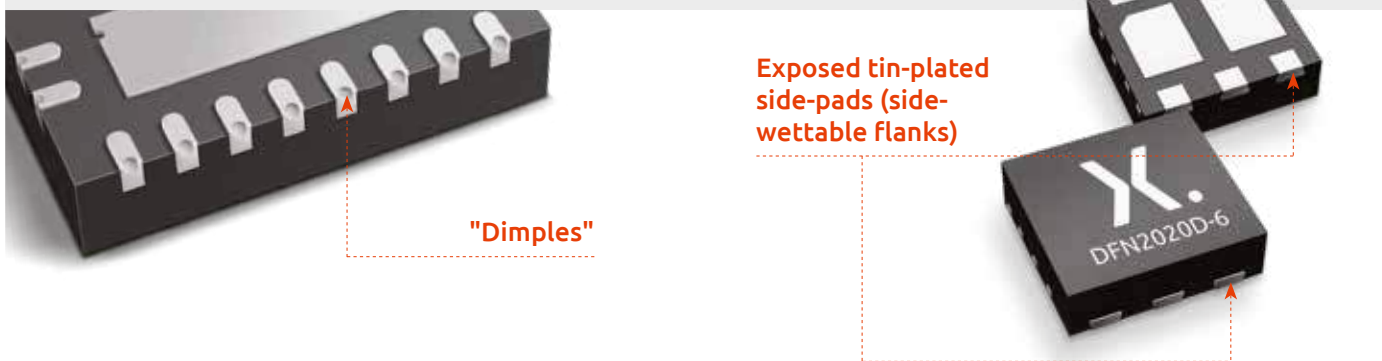 Exposed tin-plated
side-pads (side-
wettable flanks)
"Dimples"
DFN2020D-6